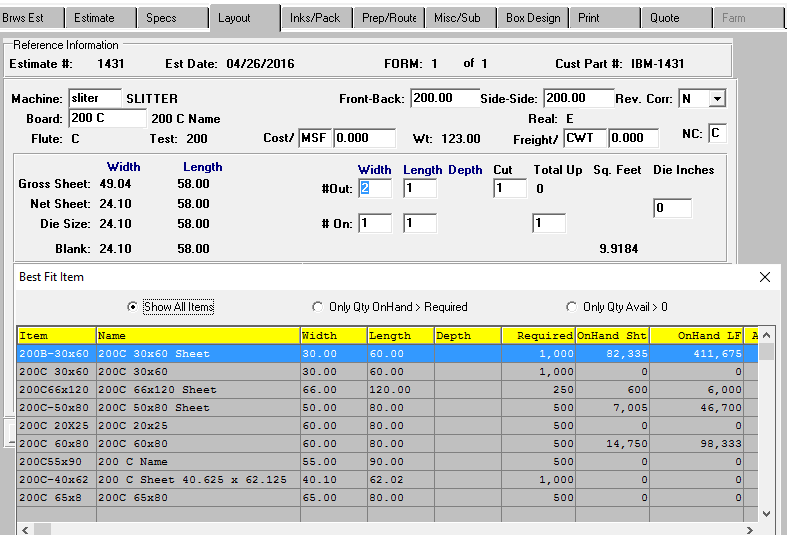 Brws Est Estimate Specs Layout Inks/Pack Prep/Route Misc/Sub Box Design Print Quote Farm
Reference Information
Estimate #: 1431 Est Date: 04/26/2016 FORM: 1 of 1 Cust Part #: IBM-1431
Machine: sliter SLITTER Front-Back: 200.00 Side-Side: 200.00 Rev. Corr: N
Board: 200 C 200 C Name Real: E
Flute: C Test: 200 Cost/ MSF 0.000 Wt: 123.00 Freight/ CWT 0.000 NC: C
Width Length Width Length Depth Cut Total Up Sq. Feet Die Inches
Gross Sheet: 49.04 58.00 #Out: 2 1 1 0
Net Sheet: 24.10 58.00 0
Die Size: 24.10 58.00 # On: 1 1 1
Blank: 24.10 58.00 9.9184
Best Fit Item
Show All Items Only Qty OnHand > Required Only Qty Avail > 0
Item Name Width Length Depth Required OnHand Sht OnHand LF A
200B-30x60 200C 30x60 Sheet 30.00 60.00 1,000 82,335 411,675
200C 30x60 200C 30x60 30.00 60.00 1,000 0 0
200C66x120 200C 66x120 Sheet 66.00 120.00 250 600 6,000
200C-50x80 200C 50x80 Sheet 50.00 80.00 500 7,005 46,700
200C 20X25 200C 20x25 60.00 80.00 500 0 0
200C 60x80 200C 60x80 60.00 80.00 500 14,750 98,333
200C55x90 200 C Name 55.00 90.00 500 0 0
200C-40x62 200 C Sheet 40.625 x 62.125 40.10 62.02 1,000 0 0
200C 65x8 200C 65x80 65.00 80.00 500 0 0